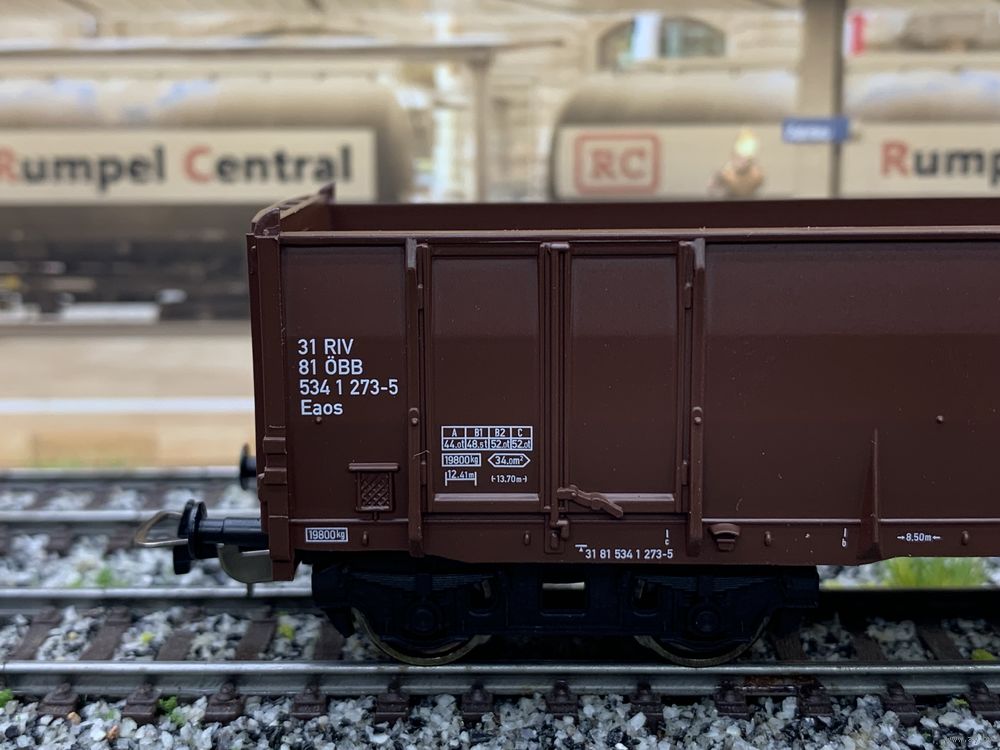 Rumpel Central
RC
Rump
31 RIV
81 ÖBB
534 1 273-5
Eaos
A B1 B2 C
44.0t 48.5t 52.0t 52.0t
19800kg 34.0m²
12.41m 13.70m
19800kg
31 81 534 1 273-5
c
b
8,50m